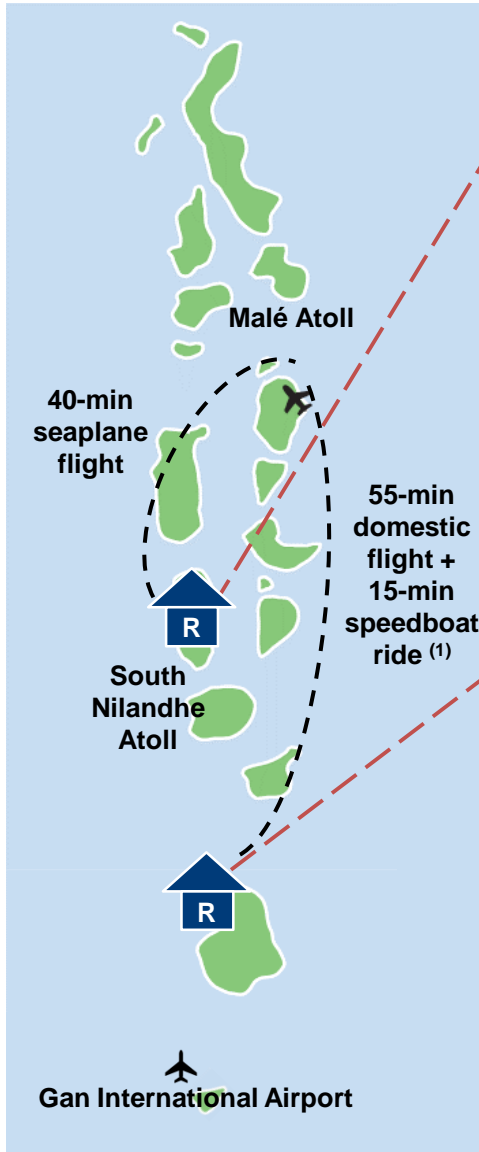 Malé Atoll
40-min
seaplane
flight
55-min
domestic
flight +
15-min
speedboat
ride (1)
R
South
Nilandhe
Atoll
R
Gan International Airport